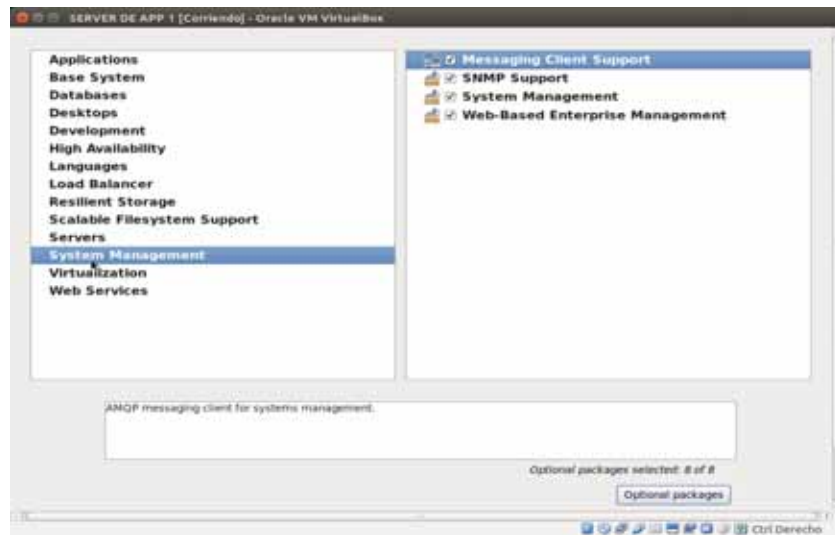 SERVER DE APP 1 [Corriendo] - Oracle VM VirtualBox
Applications
Base System
Databases
Desktops
Development
High Availability
Languages
Load Balancer
Resilient Storage
Scalable Filesystem Support
Servers
System Management
Virtualization
Web Services
Messaging Client Support
SNMP Support
System Management
Web-Based Enterprise Management
AMQP messaging client for systems management.
Optional packages selected: 8 of 8
Optional packages
Ctrl Derecho